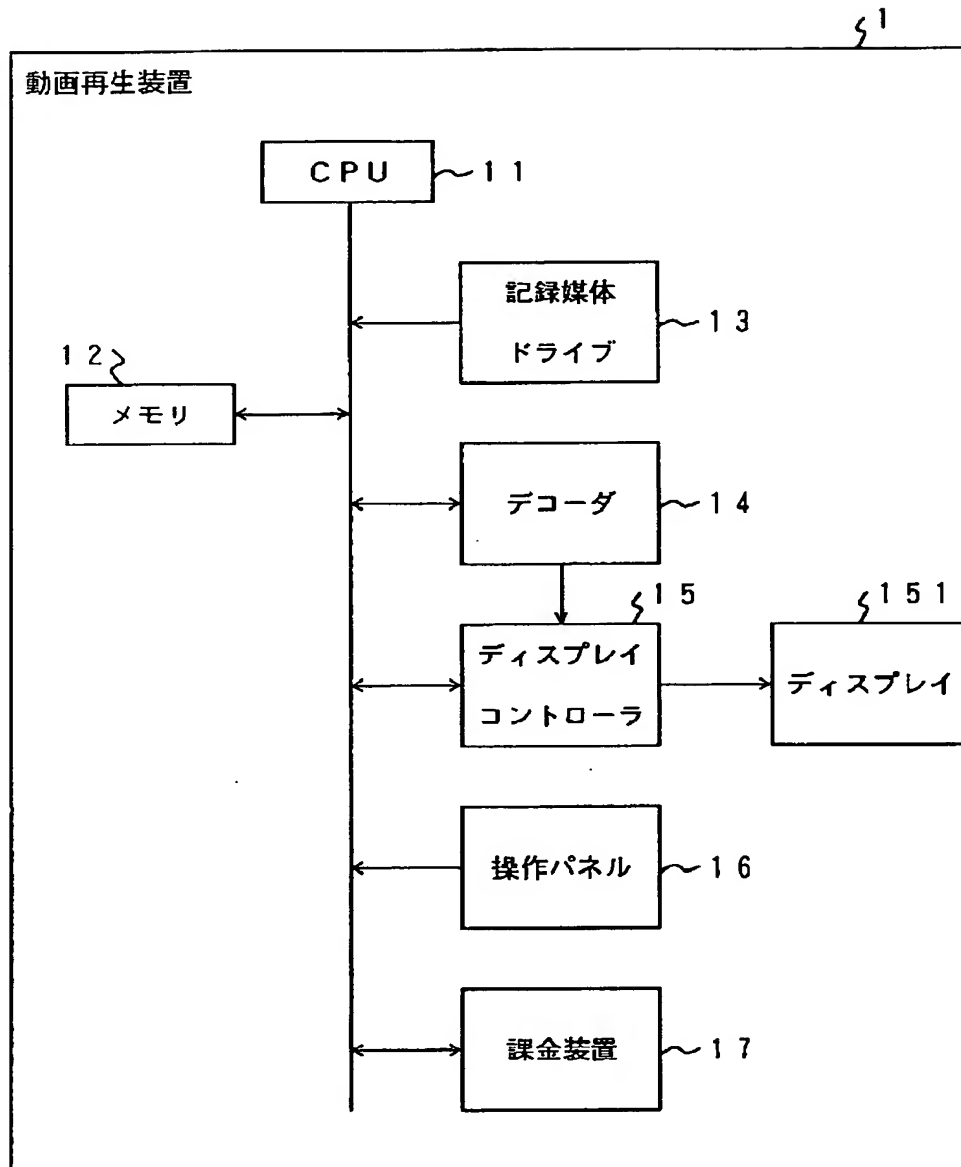 1
動画再生装置
CPU
11
記録媒体
ドライブ
13
12
メモリ
デコーダ
14
15
ディスプレイ
コントローラ
151
ディスプレイ
操作パネル
16
課金装置
17